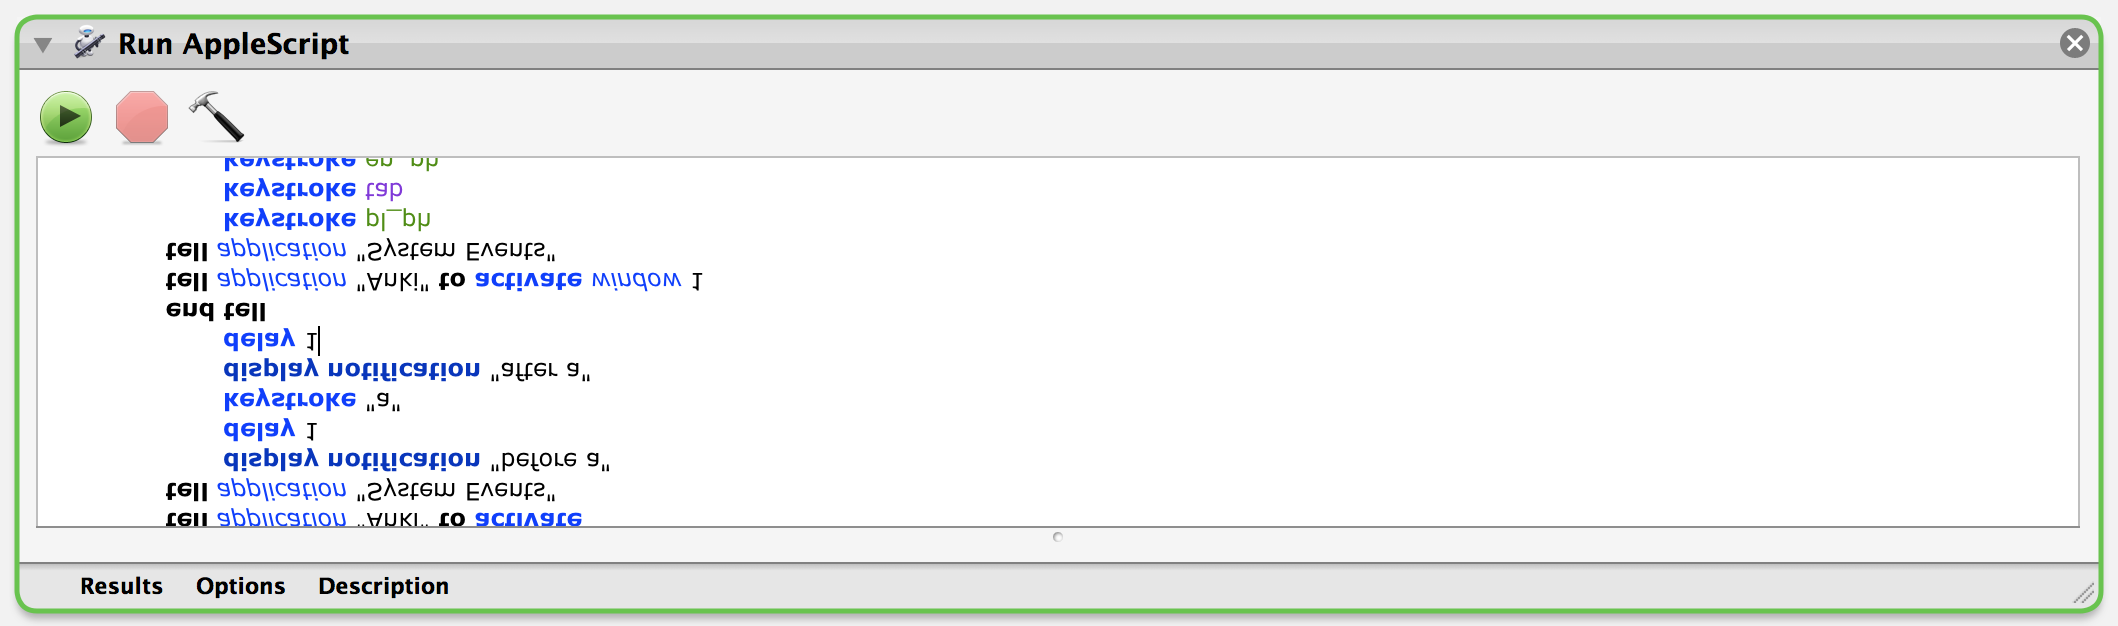 Run AppleScript
tell application "Anki" to activate
tell application "System Events"
display notification "before a"
delay 1
keystroke "a"
display notification "after a"
delay 1
end tell
tell application "Anki" to activate window 1
tell application "System Events"
keystroke pl_ph
keystroke tab
keystroke en_ph
Results Options Description